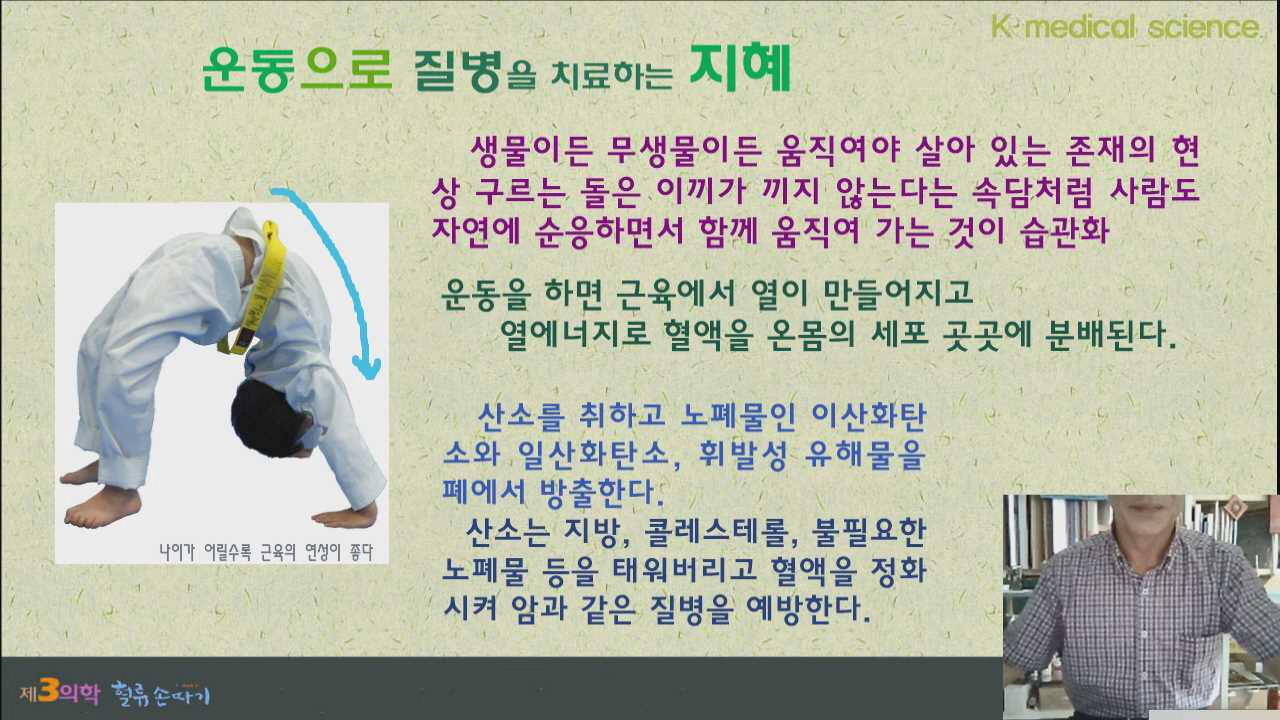 K medical science
운동으로 질병을 치료하는 지혜
생물이든 무생물이든 움직여야 살아 있는 존재의 현
상 구르는 돌은 이끼가 끼지 않는다는 속담처럼 사람도
자연에 순응하면서 함께 움직여 가는 것이 습관화
운동을 하면 근육에서 열이 만들어지고
열에너지로 혈액을 온몸의 세포 곳곳에 분배된다.
산소를 취하고 노폐물인 이산화탄
소와 일산화탄소, 휘발성 유해물을
폐에서 방출한다.
산소는 지방, 콜레스테롤, 불필요한
노폐물 등을 태워버리고 혈액을 정화
시켜 암과 같은 질병을 예방한다.
나이가 어릴수록 근육의 연성이 좋다
제3의학 혈류 손따기